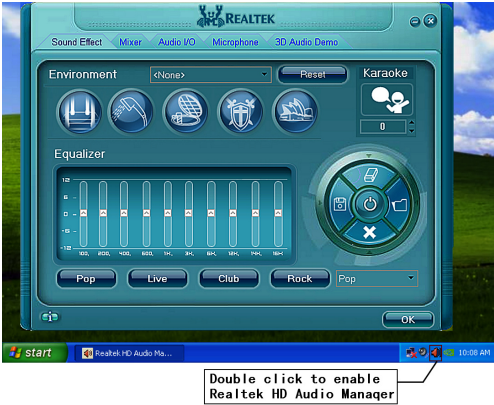 REALTEK
Sound Effect Mixer Audio I/O Microphone 3D Audio Demo
Environment <None> Reset Karaoke
0
Equalizer
12
6
0
-6
-12
100, 200, 400, 600, 1K, 3K, 6K, 12K, 14K, 16K
Pop Live Club Rock Pop
OK
start Realtek HD Audio Ma... 10:08 AM
Double click to enable
Realtek HD Audio Manager